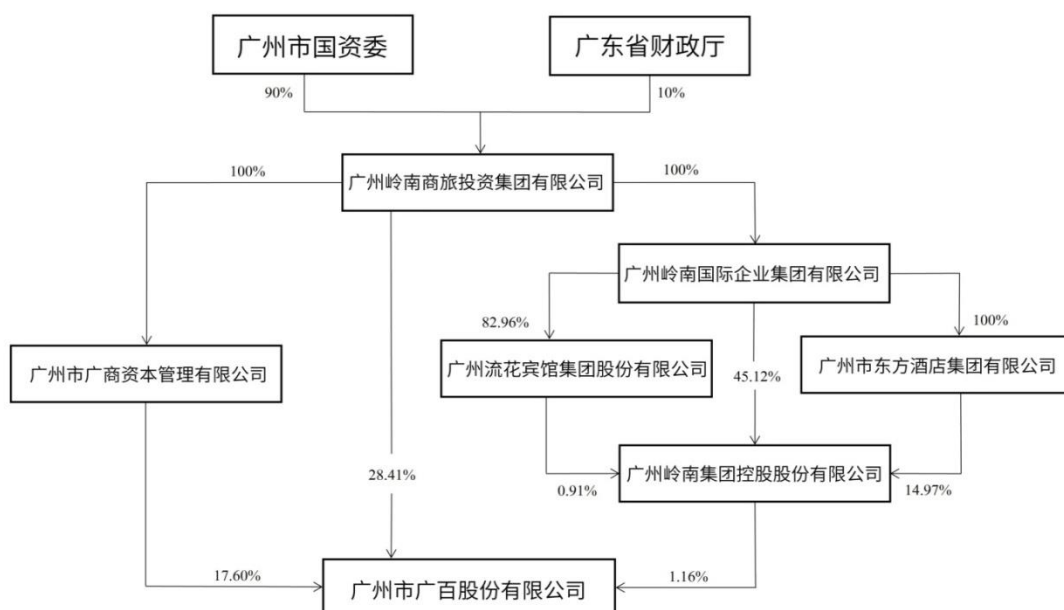 广州市国资委
广东省财政厅
90%
10%
100%
广州岭南商旅投资集团有限公司
100%
广州岭南国际企业集团有限公司
82.96%
100%
广州市广商资本管理有限公司
广州流花宾馆集团股份有限公司
45.12%
广州市东方酒店集团有限公司
28.41%
0.91%
广州岭南集团控股股份有限公司
14.97%
17.60%
广州市广百股份有限公司
1.16%